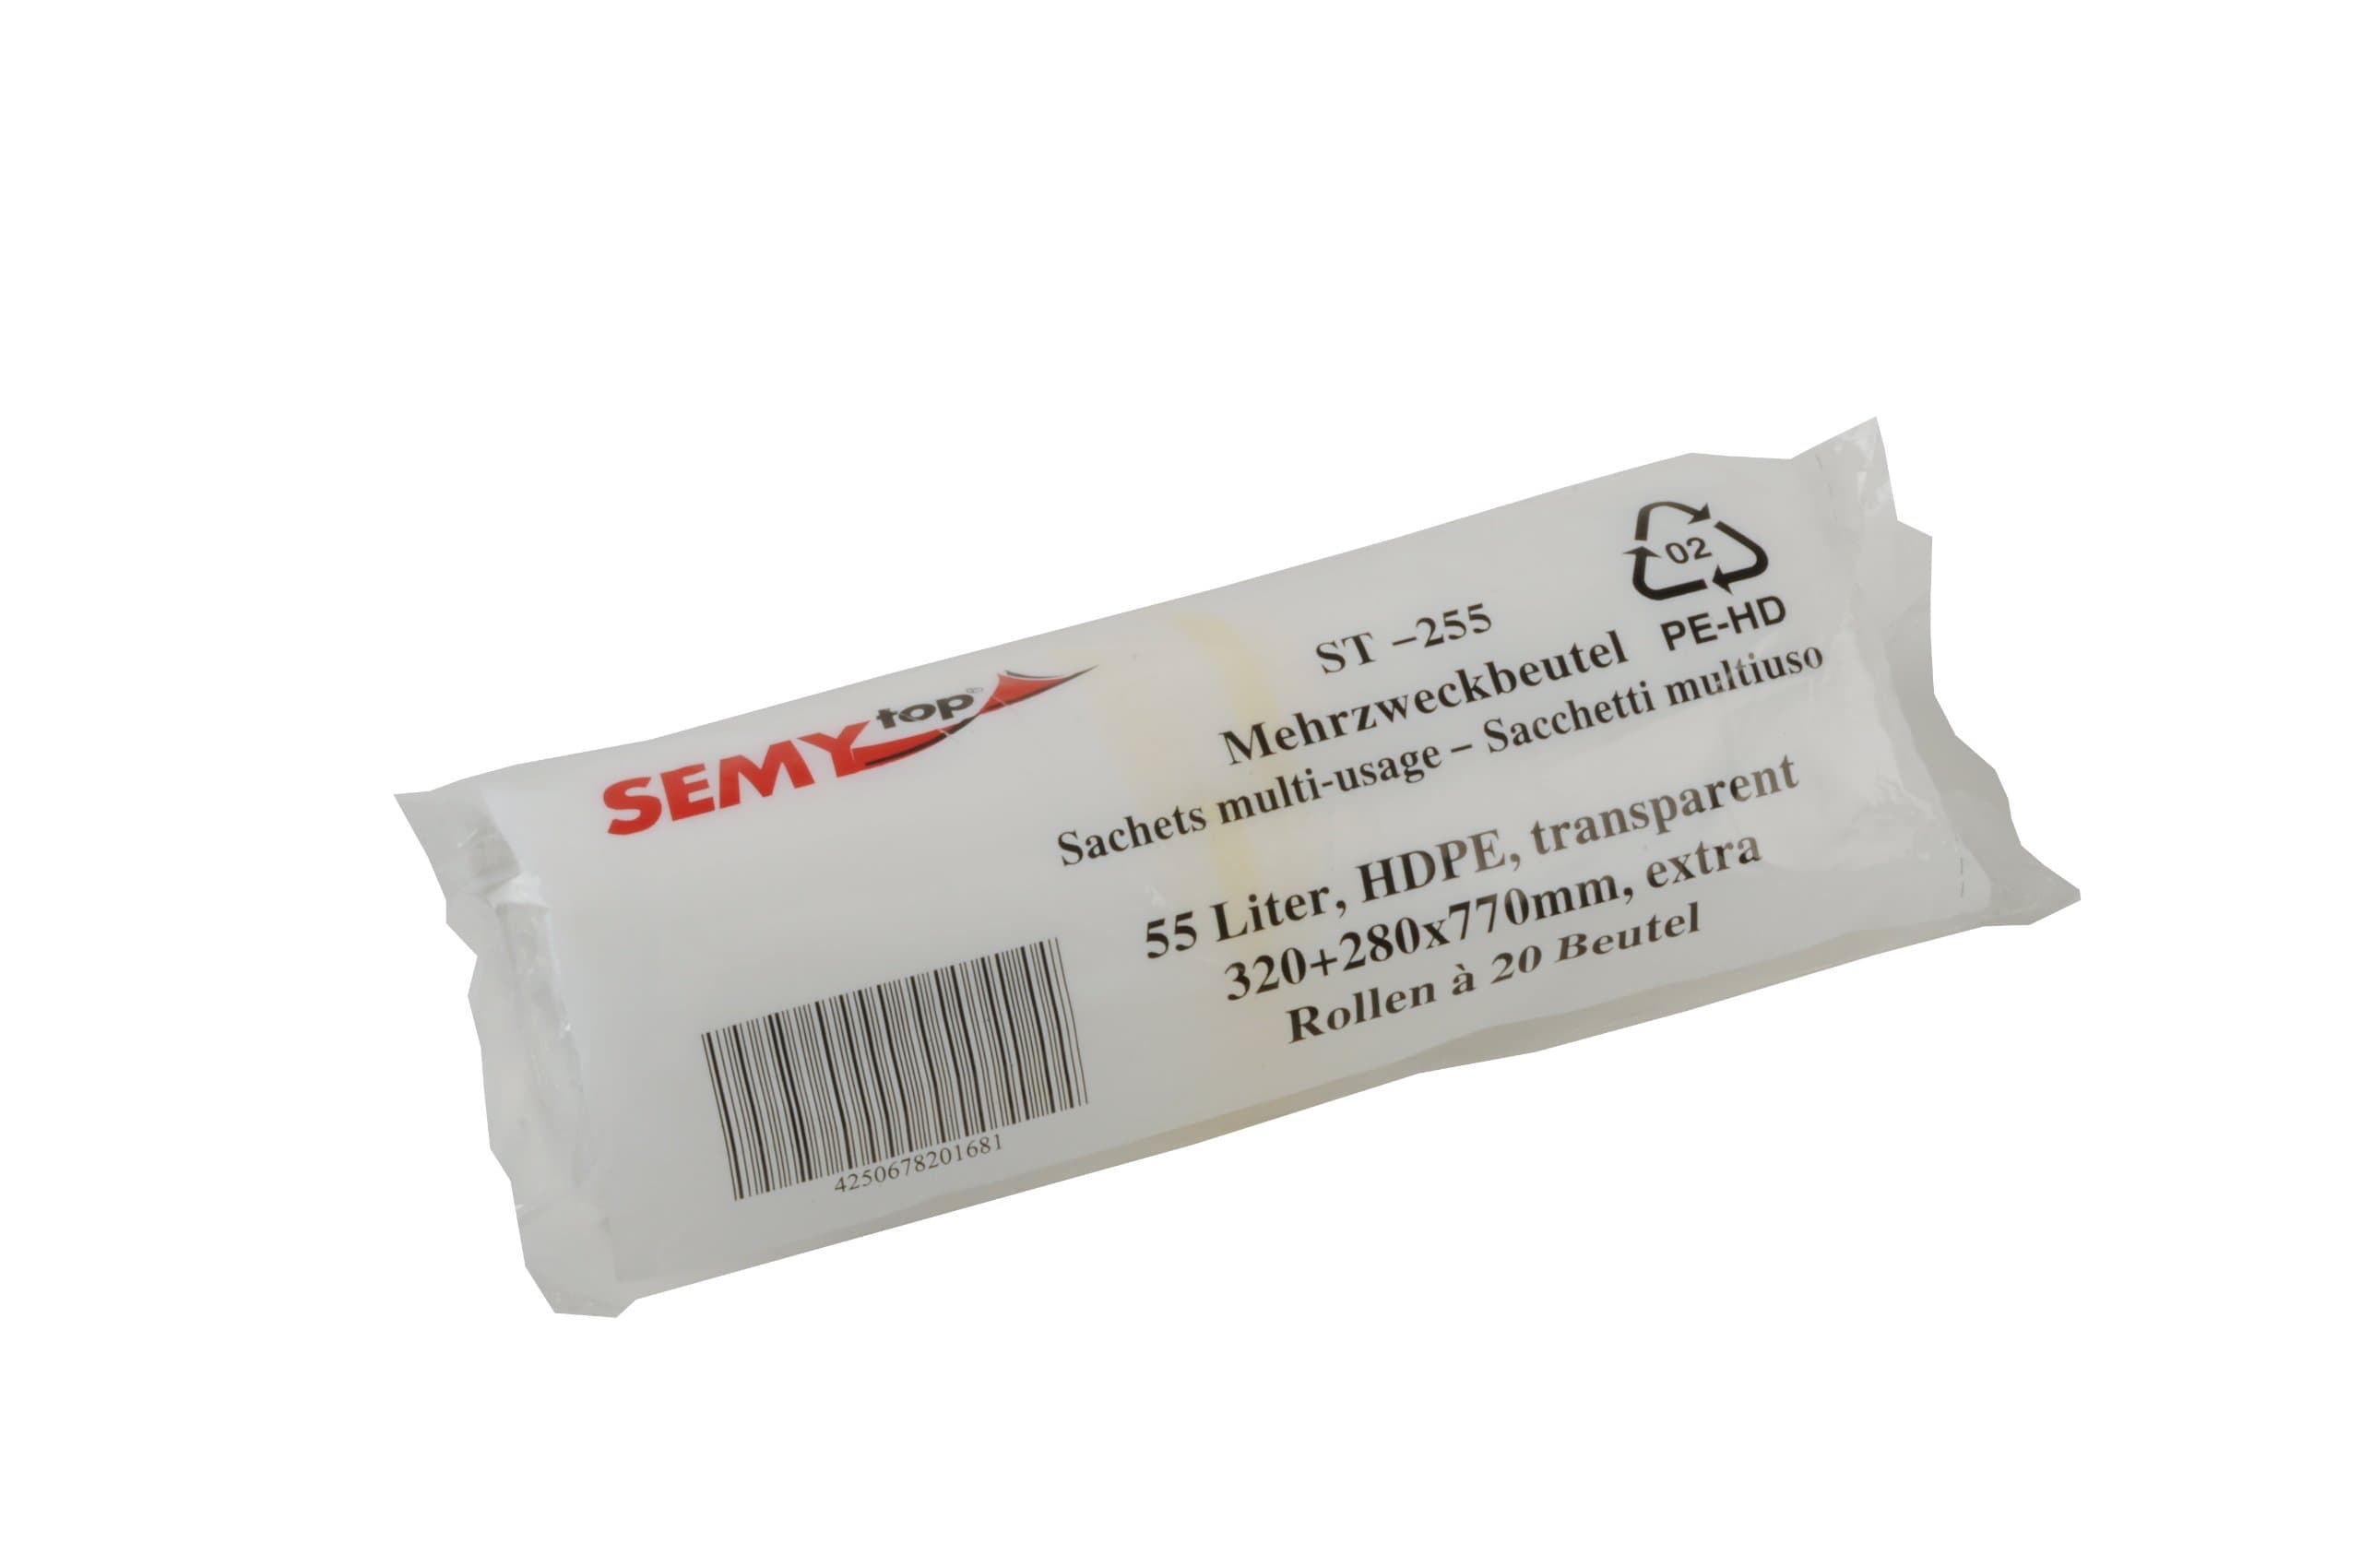 SEMY top®
02
PE-HD
ST –255
Mehrzweckbeutel
Sachets multi-usage – Sacchetti multiuso
55 Liter, HDPE, transparent
320+280x770mm, extra
Rollen à 20 Beutel
4250678201681